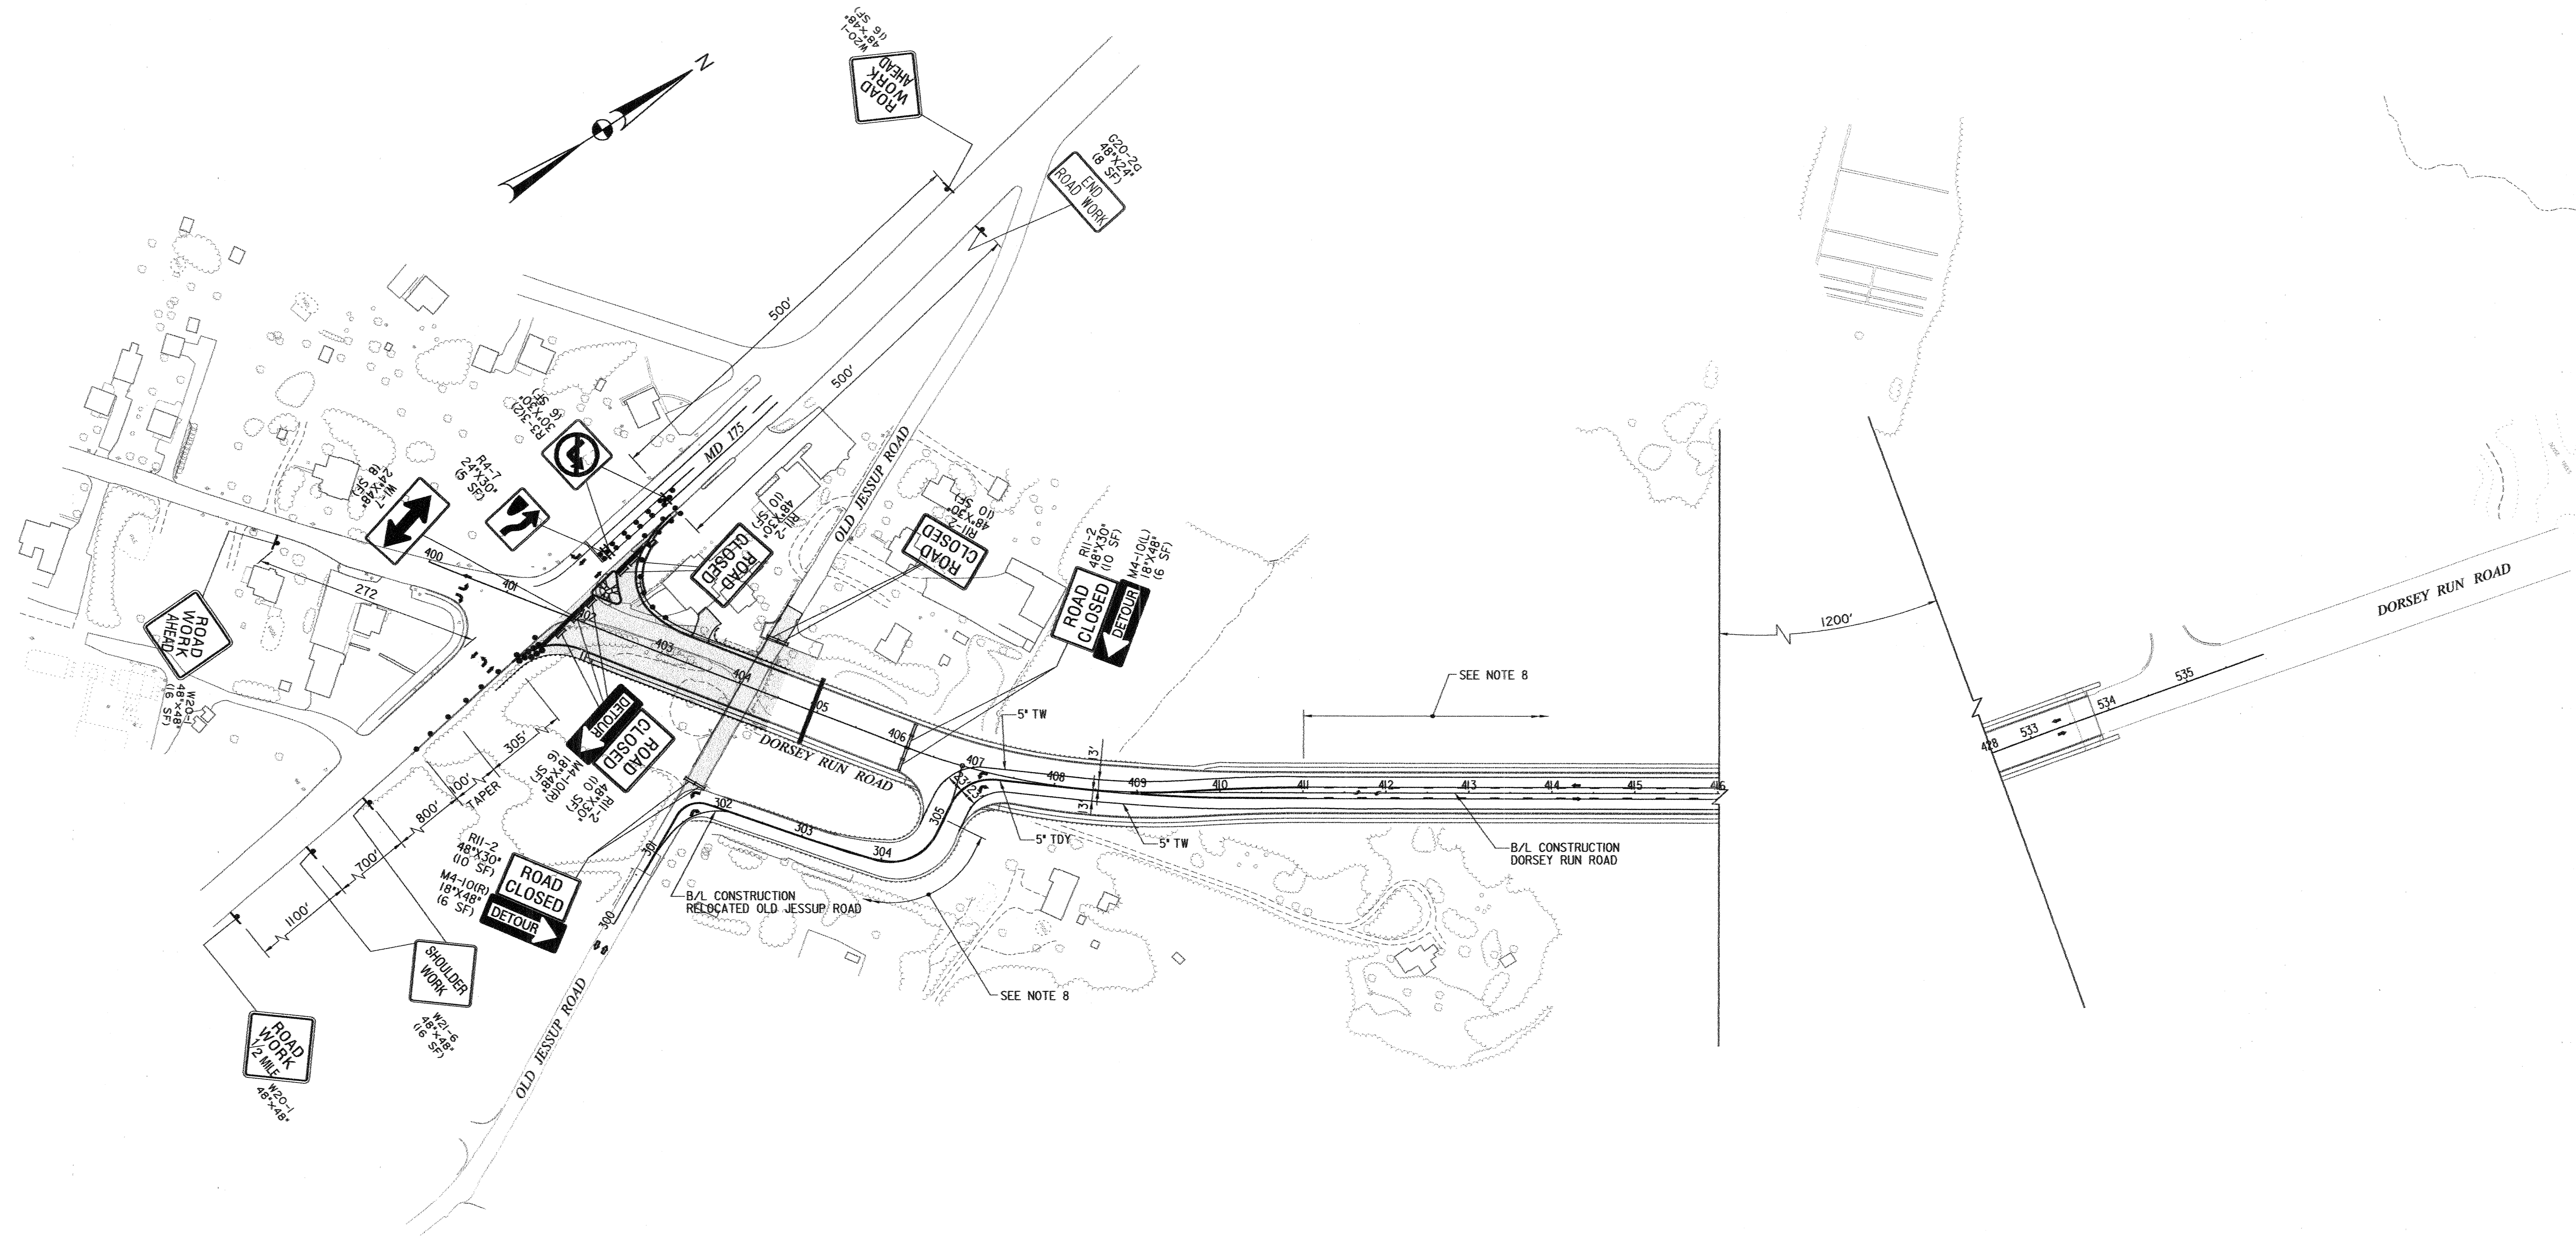 W20-1
48"X48"
(16 SF)
ROAD
WORK
AHEAD
N
G20-2a
48"X24"
(8 SF)
END
ROAD WORK
500'
500'
MD 175
R3-3(2)
30"X30"
(6 SF)
R4-7
24"X30"
(5 SF)
W1-7
24"X48"
(8 SF)
OLD JESSUP ROAD
R11-2
48"X30"
(10 SF)
ROAD
CLOSED
R11-2
48"X30"
(10 SF)
ROAD
CLOSED
R11-2
48"X30"
(10 SF)
M4-10(L)
18"X48"
(6 SF)
ROAD
CLOSED
DETOUR
400
401
402
403
404
405
406
407
408
409
410
411
412
413
414
415
416
272
ROAD
WORK
AHEAD
W20-1
48"X48"
(16 SF)
DETOUR
ROAD
CLOSED
M4-10(R)
18"X48"
(6 SF)
R11-2
48"X30"
(10 SF)
305'
100'
TAPER
800'
700'
1100'
DORSEY RUN ROAD
5" TW
13'
13'
23'
23'
5" TDY
5" TW
SEE NOTE 8
B/L CONSTRUCTION
DORSEY RUN ROAD
300
301
302
303
304
305
B/L CONSTRUCTION
RELOCATED OLD JESSUP ROAD
SEE NOTE 8
R11-2
48"X30"
(10 SF)
M4-10(R)
18"X48"
(6 SF)
ROAD
CLOSED
DETOUR
SHOULDER
WORK
W21-6
48"X48"
(16 SF)
ROAD
WORK
1/2 MILE
W20-1
48"X48"
OLD JESSUP ROAD
1200'
428
533
534
535
DORSEY RUN ROAD